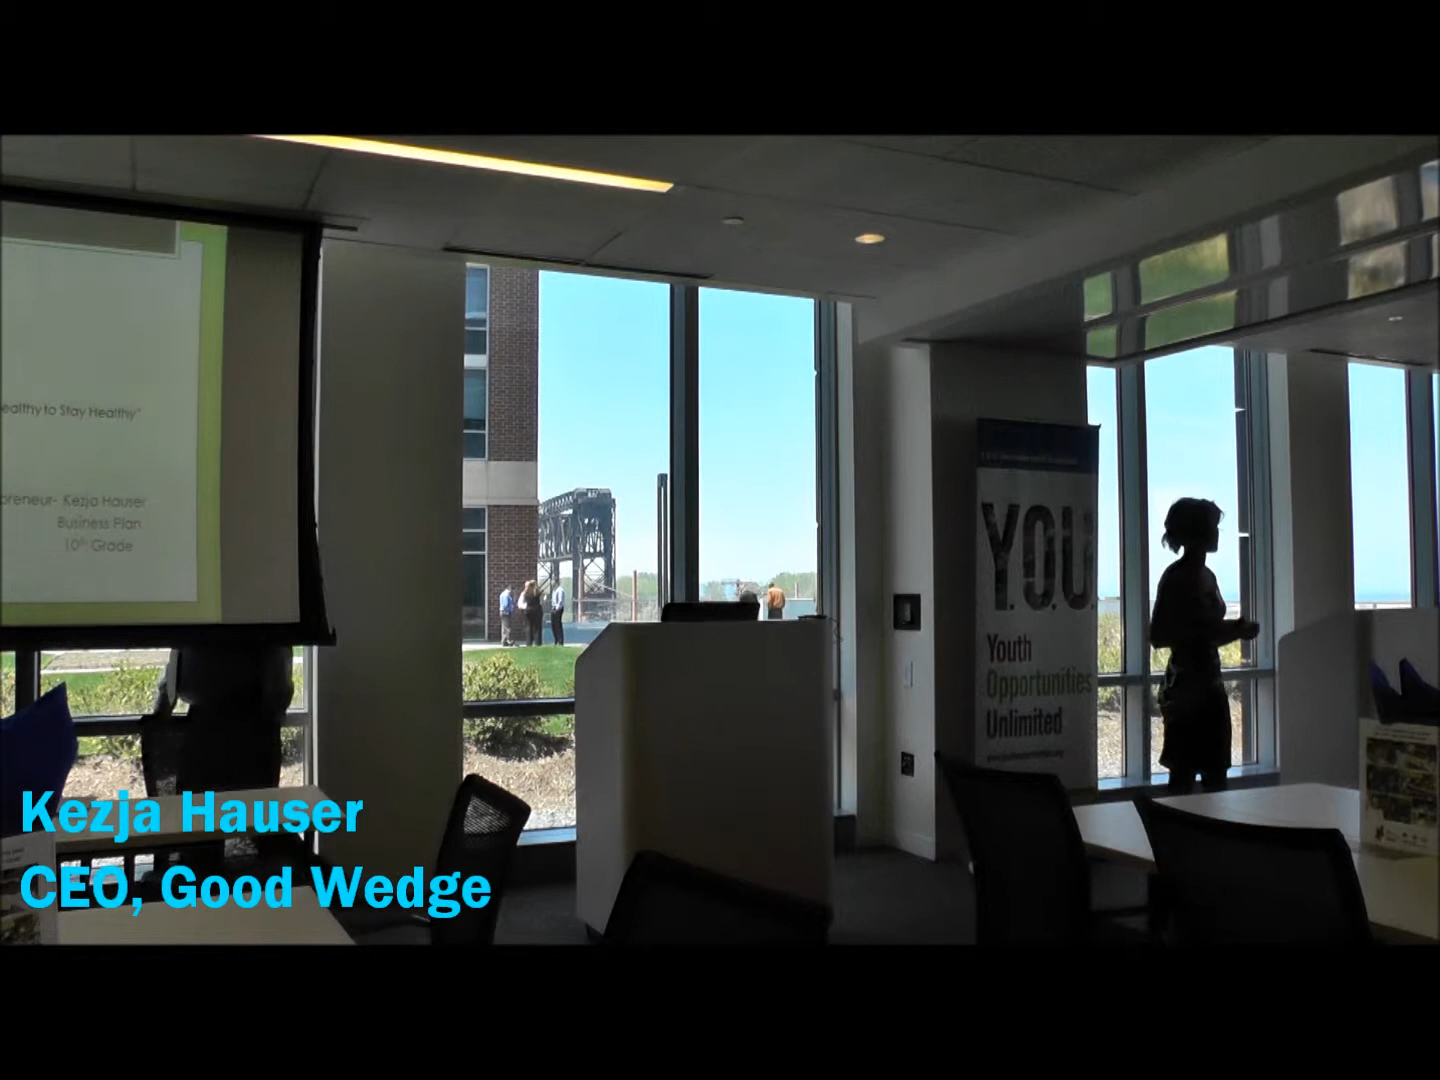 ealthy to Stay Healthy"
preneur- Kezja Hauser
Business Plan
10th Grade
Y.O.U.
Youth
Opportunities
Unlimited
Kezja Hauser
CEO, Good Wedge